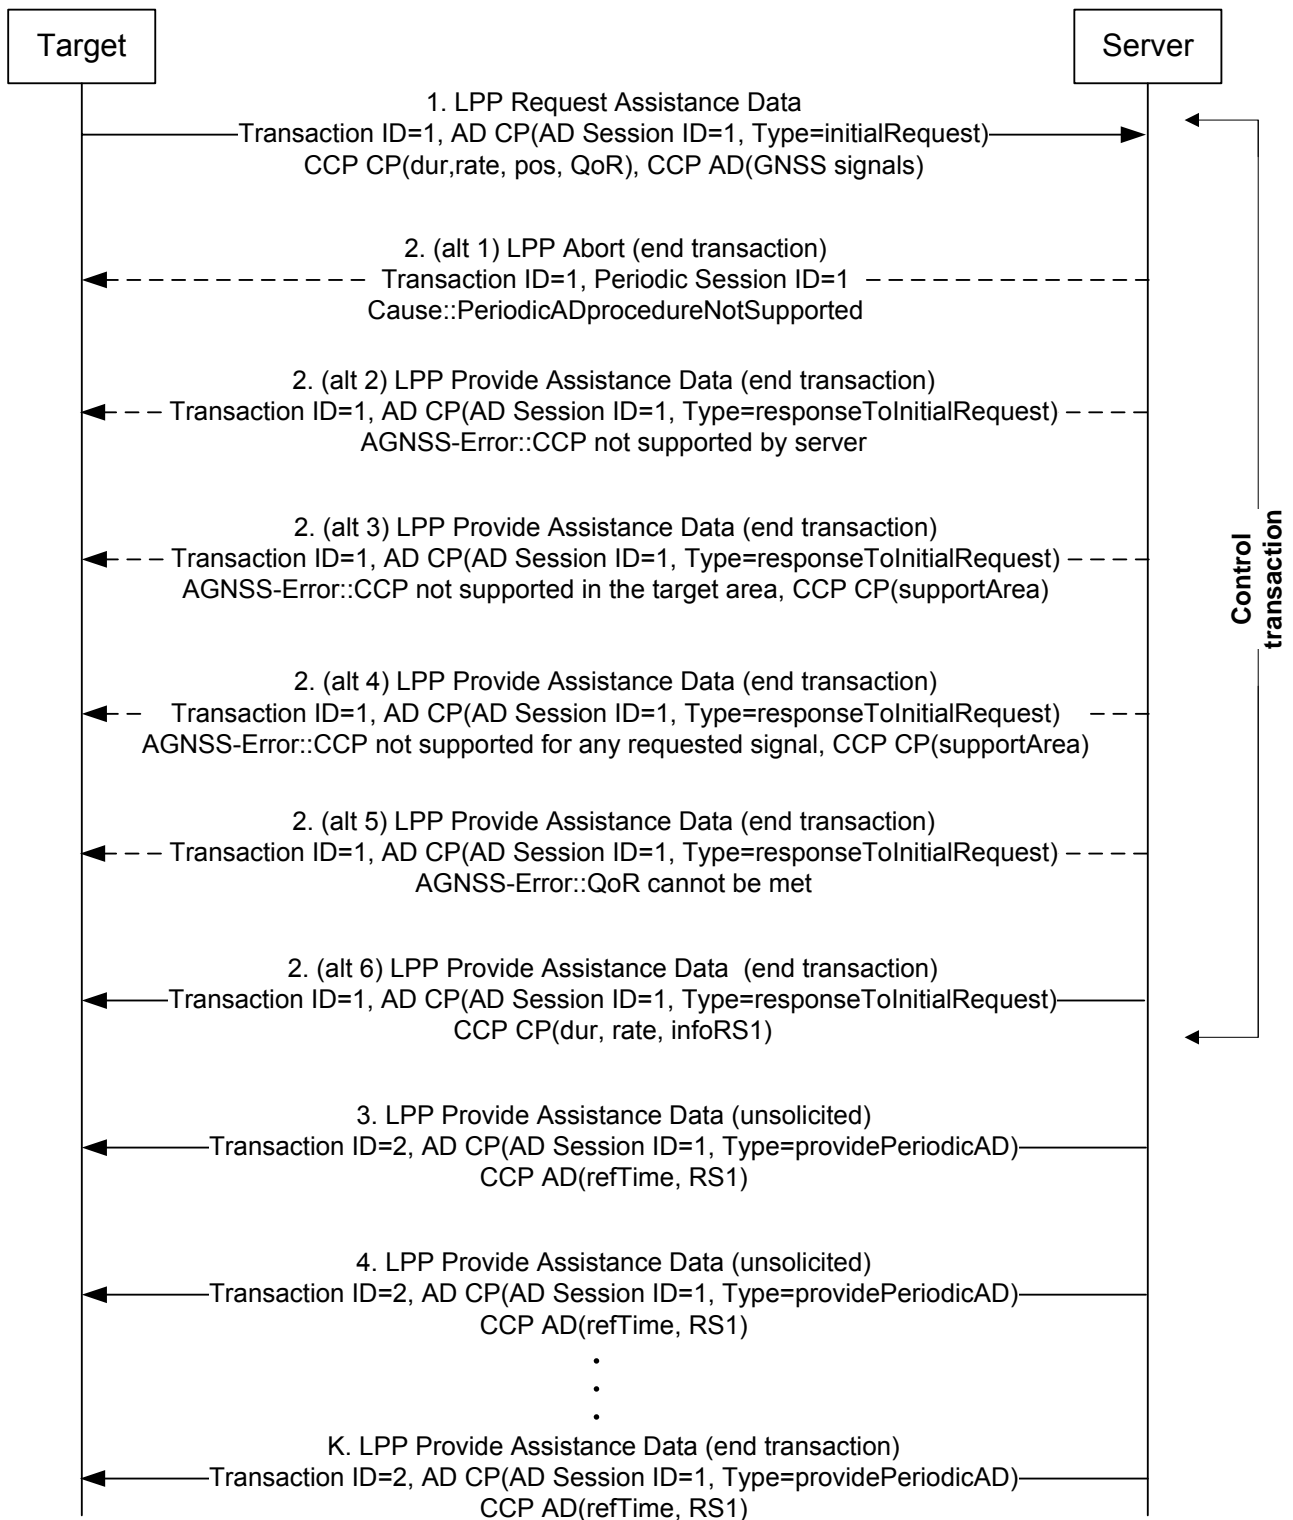 Target
Server
1. LPP Request Assistance Data
Transaction ID=1, AD CP(AD Session ID=1, Type=initialRequest)
CCP CP(dur,rate, pos, QoR), CCP AD(GNSS signals)
2. (alt 1) LPP Abort (end transaction)
Transaction ID=1, Periodic Session ID=1
Cause::PeriodicADprocedureNotSupported
2. (alt 2) LPP Provide Assistance Data (end transaction)
Transaction ID=1, AD CP(AD Session ID=1, Type=responseToInitialRequest)
AGNSS-Error::CCP not supported by server
2. (alt 3) LPP Provide Assistance Data (end transaction)
Transaction ID=1, AD CP(AD Session ID=1, Type=responseToInitialRequest)
AGNSS-Error::CCP not supported in the target area, CCP CP(supportArea)
Control
transaction
2. (alt 4) LPP Provide Assistance Data (end transaction)
Transaction ID=1, AD CP(AD Session ID=1, Type=responseToInitialRequest)
AGNSS-Error::CCP not supported for any requested signal, CCP CP(supportArea)
2. (alt 5) LPP Provide Assistance Data (end transaction)
Transaction ID=1, AD CP(AD Session ID=1, Type=responseToInitialRequest)
AGNSS-Error::QoR cannot be met
2. (alt 6) LPP Provide Assistance Data (end transaction)
Transaction ID=1, AD CP(AD Session ID=1, Type=responseToInitialRequest)
CCP CP(dur, rate, infoRS1)
3. LPP Provide Assistance Data (unsolicited)
Transaction ID=2, AD CP(AD Session ID=1, Type=providePeriodicAD)
CCP AD(refTime, RS1)
4. LPP Provide Assistance Data (unsolicited)
Transaction ID=2, AD CP(AD Session ID=1, Type=providePeriodicAD)
CCP AD(refTime, RS1)
.
.
.
K. LPP Provide Assistance Data (end transaction)
Transaction ID=2, AD CP(AD Session ID=1, Type=providePeriodicAD)
CCP AD(refTime, RS1)